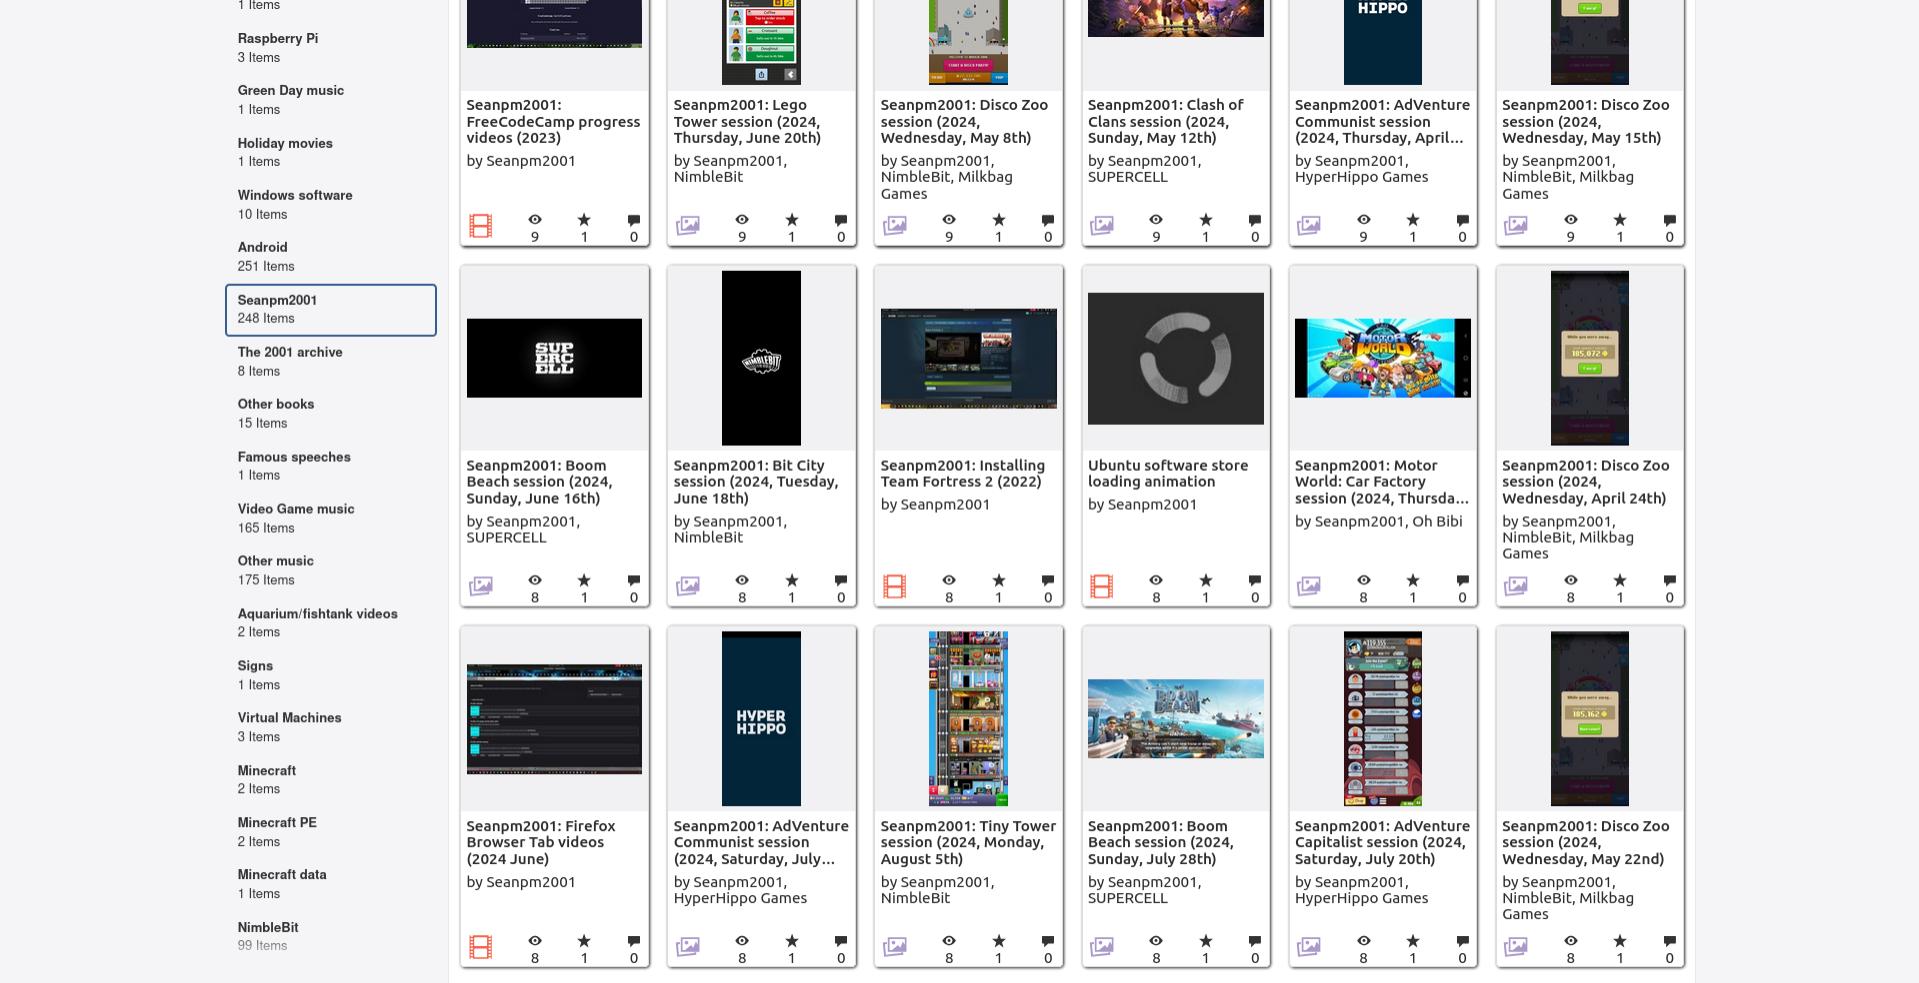 1 Items
Raspberry Pi
3 Items
Green Day music
1 Items
Holiday movies
1 Items
Windows software
10 Items
Android
251 Items
Seanpm2001
248 Items
The 2001 archive
8 Items
Other books
15 Items
Famous speeches
1 Items
Video Game music
165 Items
Other music
175 Items
Aquarium/fishtank videos
2 Items
Signs
1 Items
Virtual Machines
3 Items
Minecraft
2 Items
Minecraft PE
2 Items
Minecraft data
1 Items
NimbleBit
99 Items
Seanpm2001:
FreeCodeCamp progress
videos (2023)
by Seanpm2001
9 1 0
Seanpm2001: Lego
Tower session (2024,
Thursday, June 20th)
by Seanpm2001,
NimbleBit
9 1 0
Seanpm2001: Disco Zoo
session (2024,
Wednesday, May 8th)
by Seanpm2001,
NimbleBit, Milkbag
Games
9 1 0
Seanpm2001: Clash of
Clans session (2024,
Sunday, May 12th)
by Seanpm2001,
SUPERCELL
9 1 0
HIPPO
Seanpm2001: AdVenture
Communist session
(2024, Thursday, April...
by Seanpm2001,
HyperHippo Games
9 1 0
Seanpm2001: Disco Zoo
session (2024,
Wednesday, May 15th)
by Seanpm2001,
NimbleBit, Milkbag
Games
9 1 0
SUP
ERC
ELL
Seanpm2001: Boom
Beach session (2024,
Sunday, June 16th)
by Seanpm2001,
SUPERCELL
8 1 0
NIMBLEBIT
Seanpm2001: Bit City
session (2024, Tuesday,
June 18th)
by Seanpm2001,
NimbleBit
8 1 0
Seanpm2001: Installing
Team Fortress 2 (2022)
by Seanpm2001
8 1 0
Ubuntu software store
loading animation
by Seanpm2001
8 1 0
MOTOR
WORLD
Seanpm2001: Motor
World: Car Factory
session (2024, Thursda...
by Seanpm2001, Oh Bibi
8 1 0
While you were away...
185,072
Seanpm2001: Disco Zoo
session (2024,
Wednesday, April 24th)
by Seanpm2001,
NimbleBit, Milkbag
Games
8 1 0
Seanpm2001: Firefox
Browser Tab videos
(2024 June)
by Seanpm2001
8 1 0
HYPER
HIPPO
Seanpm2001: AdVenture
Communist session
(2024, Saturday, July...
by Seanpm2001,
HyperHippo Games
8 1 0
Seanpm2001: Tiny Tower
session (2024, Monday,
August 5th)
by Seanpm2001,
NimbleBit
8 1 0
BOOM
BEACH
Seanpm2001: Boom
Beach session (2024,
Sunday, July 28th)
by Seanpm2001,
SUPERCELL
8 1 0
Seanpm2001: AdVenture
Capitalist session (2024,
Saturday, July 20th)
by Seanpm2001,
HyperHippo Games
8 1 0
While you were away...
185,162
Seanpm2001: Disco Zoo
session (2024,
Wednesday, May 22nd)
by Seanpm2001,
NimbleBit, Milkbag
Games
8 1 0